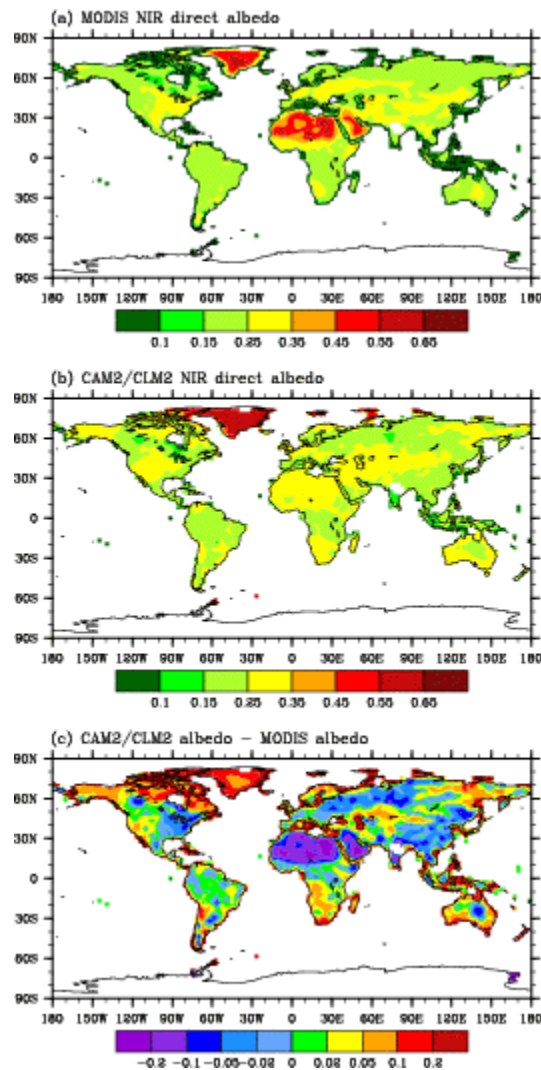 (a) MODIS NIR direct albedo
90N
60N
30N
0
30S
60S
90S
180 150W 120W 90W 60W 30W 0 30E 60E 90E 120E 150E 180
0.1 0.15 0.25 0.35 0.45 0.55 0.65
(b) CAM2/CLM2 NIR direct albedo
90N
60N
30N
0
30S
60S
90S
180 150W 120W 90W 60W 30W 0 30E 60E 90E 120E 150E 180
0.1 0.15 0.25 0.35 0.45 0.55 0.65
(c) CAM2/CLM2 albedo − MODIS albedo
90N
60N
30N
0
30S
60S
90S
180 150W 120W 90W 60W 30W 0 30E 60E 90E 120E 150E 180
−0.2 −0.1 −0.05 −0.02 0 0.02 0.05 0.1 0.2